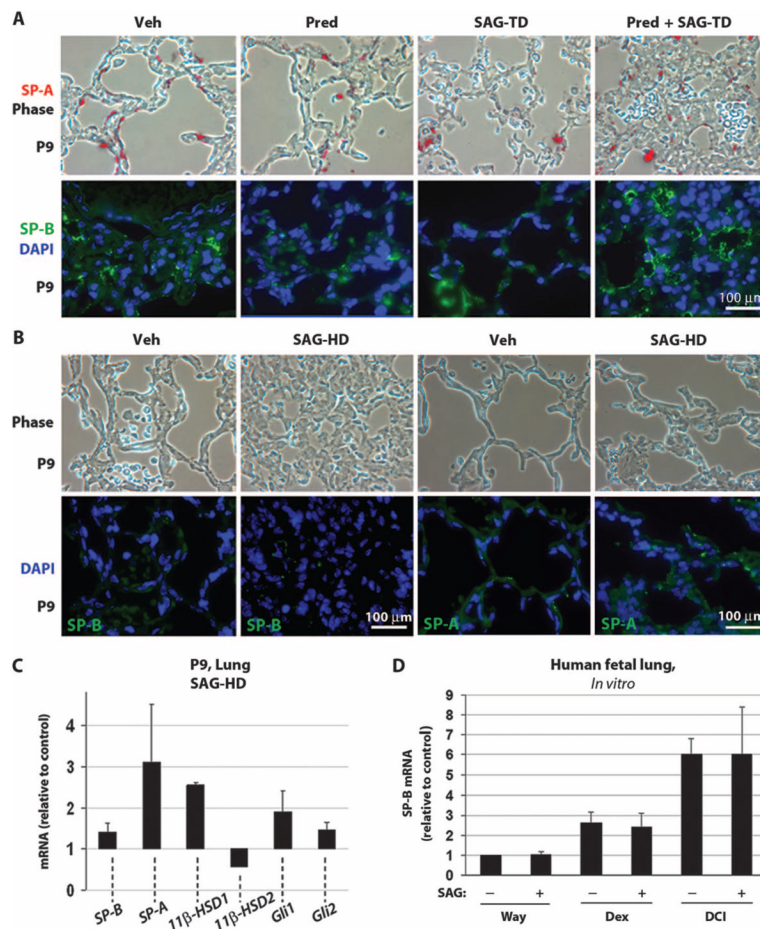 A
Veh
Pred
SAG-TD
Pred + SAG-TD
SP-A
Phase
P9
SP-B
DAPI
P9
100 μm
B
Veh
SAG-HD
Veh
SAG-HD
Phase
P9
DAPI
P9
SP-B
SP-B
100 μm
SP-A
SP-A
100 μm
C
P9, Lung
SAG-HD
mRNA (relative to control)
4
3
2
1
0
SP-B
SP-A
11β-HSD1
11β-HSD2
Gli1
Gli2
D
Human fetal lung,
In vitro
SP-B mRNA
(relative to control)
9
8
7
6
5
4
3
2
1
0
SAG: − + − + − +
Way Dex DCI